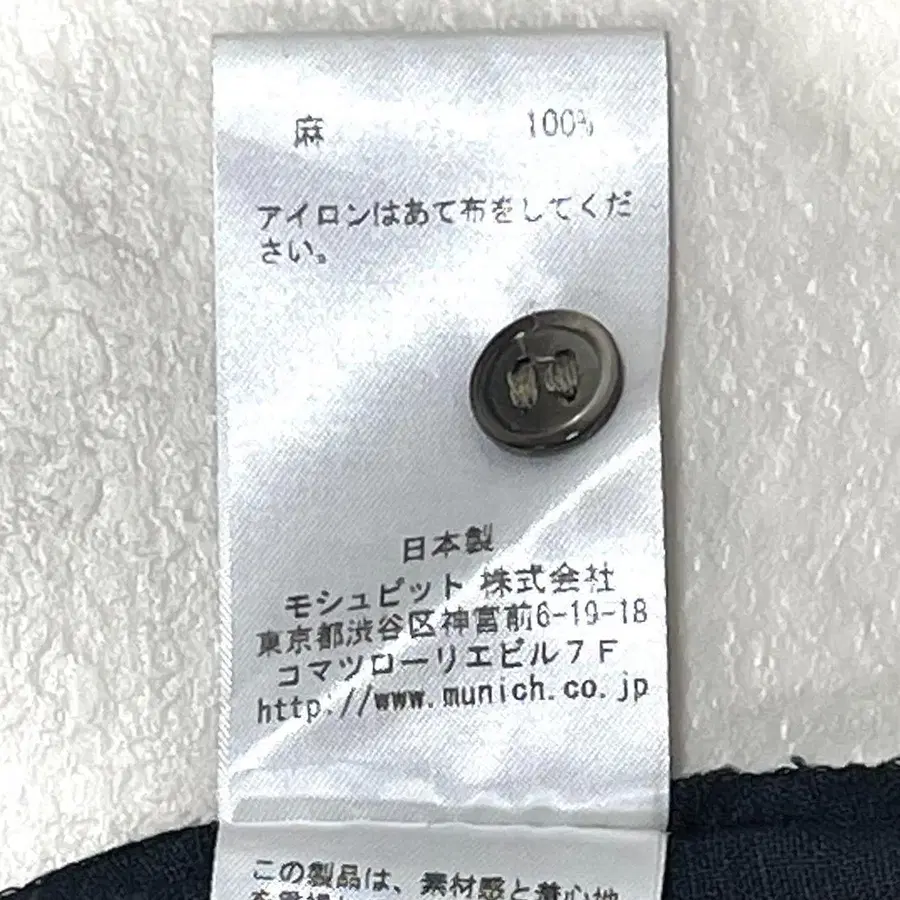 麻 100%
アイロンはあて布をしてくだ
さい。
日本製
モシュピット 株式会社
東京都渋谷区神宮前6-19-18
コマツローリエビル7F
http://www.munich.co.jp
この製品は、素材感と着心地